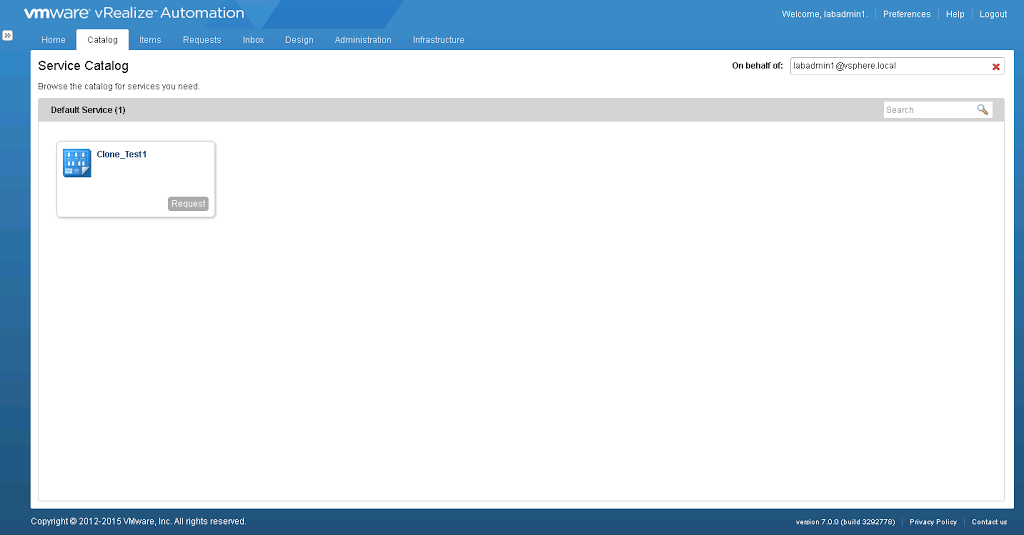 vmware® vRealize™ Automation
Welcome, labadmin1. Preferences Help Logout
Home Catalog Items Requests Inbox Design Administration Infrastructure
Service Catalog
On behalf of: labadmin1@vsphere.local
Browse the catalog for services you need.
Default Service (1)
Search
Clone_Test1
Request
Copyright © 2012-2015 VMware, Inc. All rights reserved.
version 7.0.0 (build 3292778) Privacy Policy Contact us